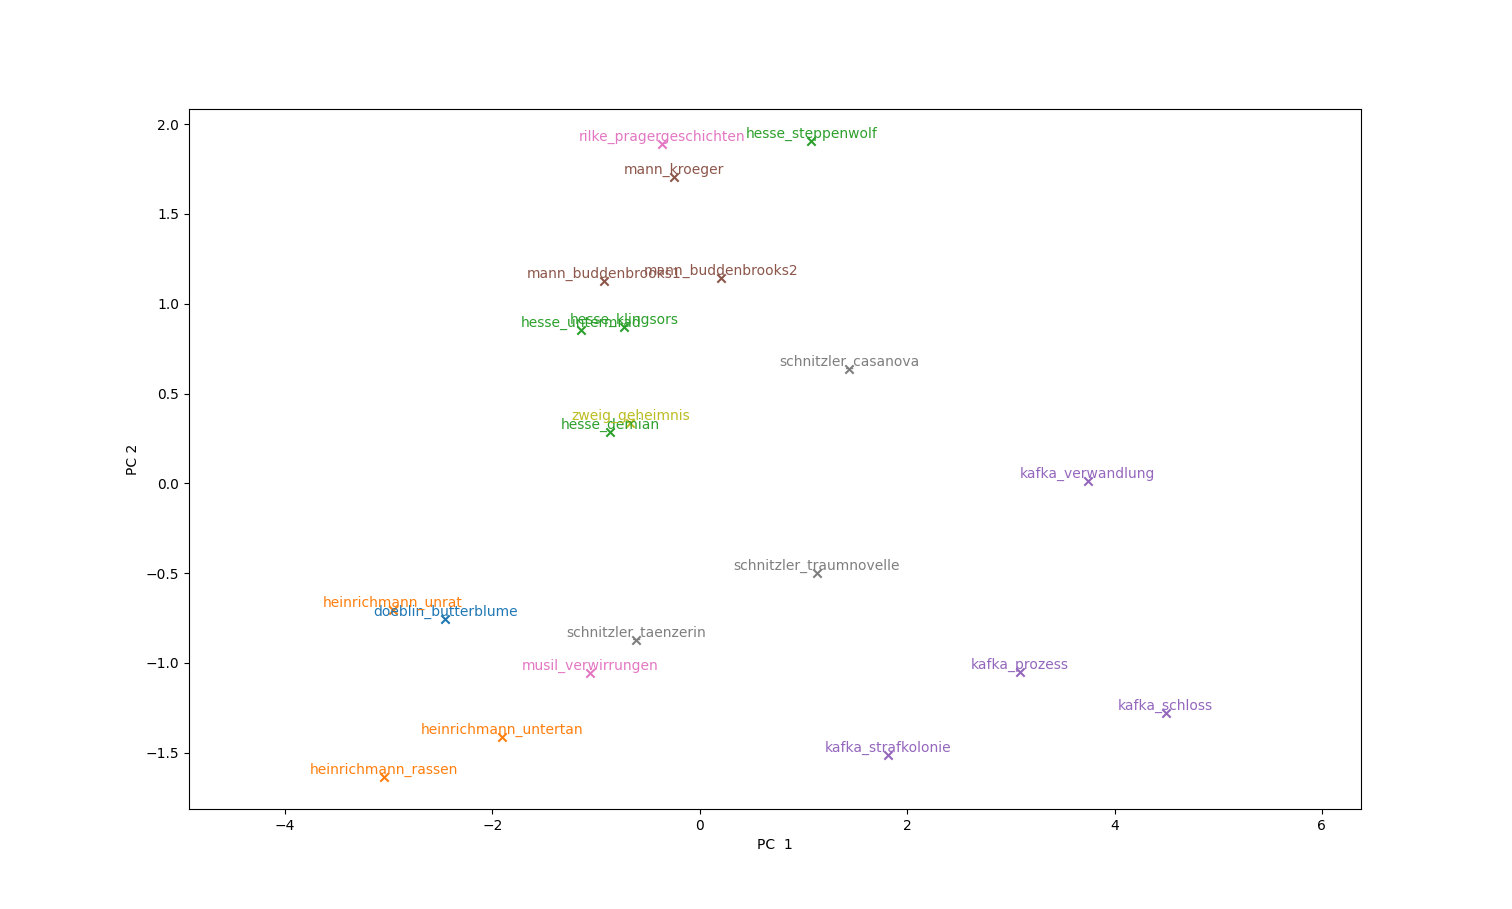 2.0
1.5
1.0
0.5
0.0
−0.5
−1.0
−1.5
PC 2
rilke_pragergeschichten
hesse_steppenwolf
mann_kroeger
mann_buddenbrooks1
mann_buddenbrooks2
hesse_klingsors
schnitzler_casanova
zweig_geheimnis
hesse_demian
kafka_verwandlung
schnitzler_traumnovelle
heinrichmann_unrat
doeblin_butterblume
schnitzler_taenzerin
musil_verwirrungen
kafka_prozess
kafka_schloss
heinrichmann_untertan
kafka_strafkolonie
heinrichmann_rassen
−4
−2
0
2
4
6
PC 1